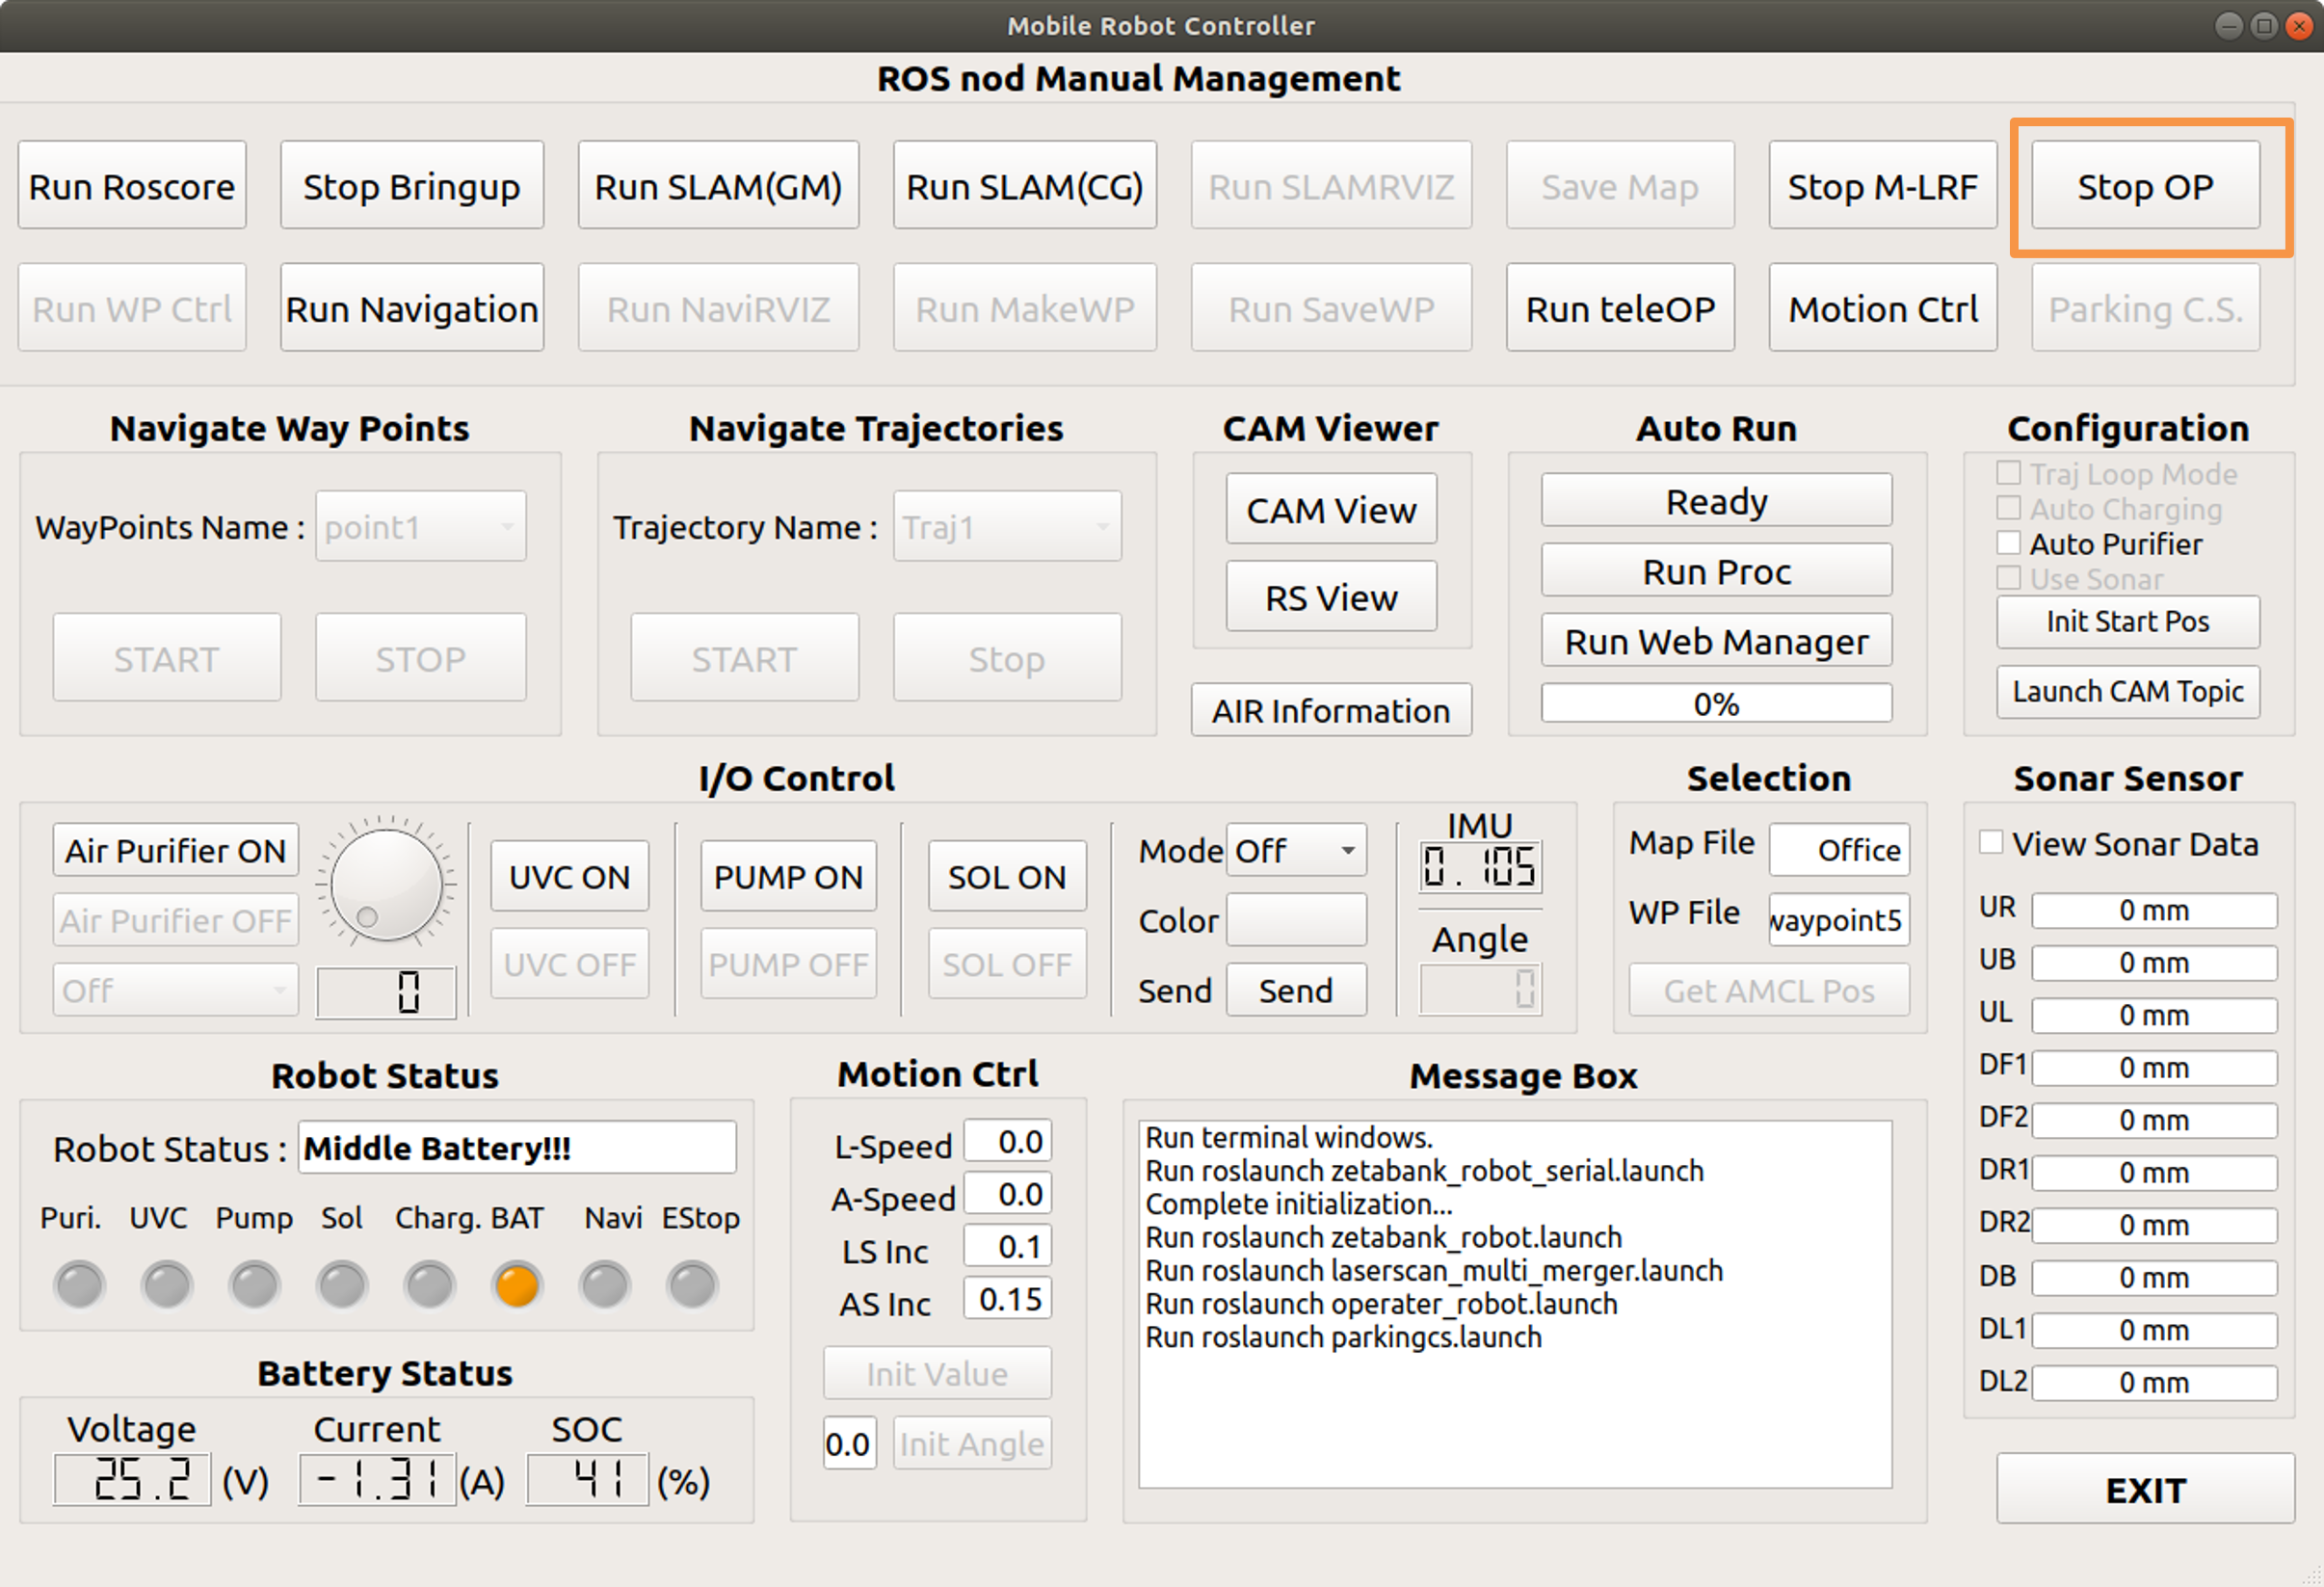 Mobile Robot Controller
ROS nod Manual Management
Run Roscore Stop Bringup Run SLAM(GM) Run SLAM(CG) Run SLAMRVIZ Save Map Stop M-LRF Stop OP
Run WP Ctrl Run Navigation Run NaviRVIZ Run MakeWP Run SaveWP Run teleOP Motion Ctrl Parking C.S.
Navigate Way Points
WayPoints Name : point1
START STOP
Navigate Trajectories
Trajectory Name : Traj1
START Stop
CAM Viewer
CAM View
RS View
AIR Information
Auto Run
Ready
Run Proc
Run Web Manager
0%
Configuration
Traj Loop Mode
Auto Charging
Auto Purifier
Use Sonar
Init Start Pos
Launch CAM Topic
I/O Control
Air Purifier ON
Air Purifier OFF
Off
0
UVC ON
UVC OFF
PUMP ON
PUMP OFF
SOL ON
SOL OFF
Mode Off
Color
Send Send
IMU
0.105
Angle
0
Selection
Map File Office
WP File waypoint5
Get AMCL Pos
Sonar Sensor
View Sonar Data
UR 0 mm
UB 0 mm
UL 0 mm
DF1 0 mm
DF2 0 mm
DR1 0 mm
DR2 0 mm
DB 0 mm
DL1 0 mm
DL2 0 mm
Robot Status
Robot Status : Middle Battery!!!
Puri. UVC Pump Sol Charg. BAT Navi EStop
Battery Status
Voltage Current SOC
25.2 (V) -1.31 (A) 41 (%)
Motion Ctrl
L-Speed 0.0
A-Speed 0.0
LS Inc 0.1
AS Inc 0.15
Init Value
0.0 Init Angle
Message Box
Run terminal windows.
Run roslaunch zetabank_robot_serial.launch
Complete initialization...
Run roslaunch zetabank_robot.launch
Run roslaunch laserscan_multi_merger.launch
Run roslaunch operater_robot.launch
Run roslaunch parkingcs.launch
EXIT